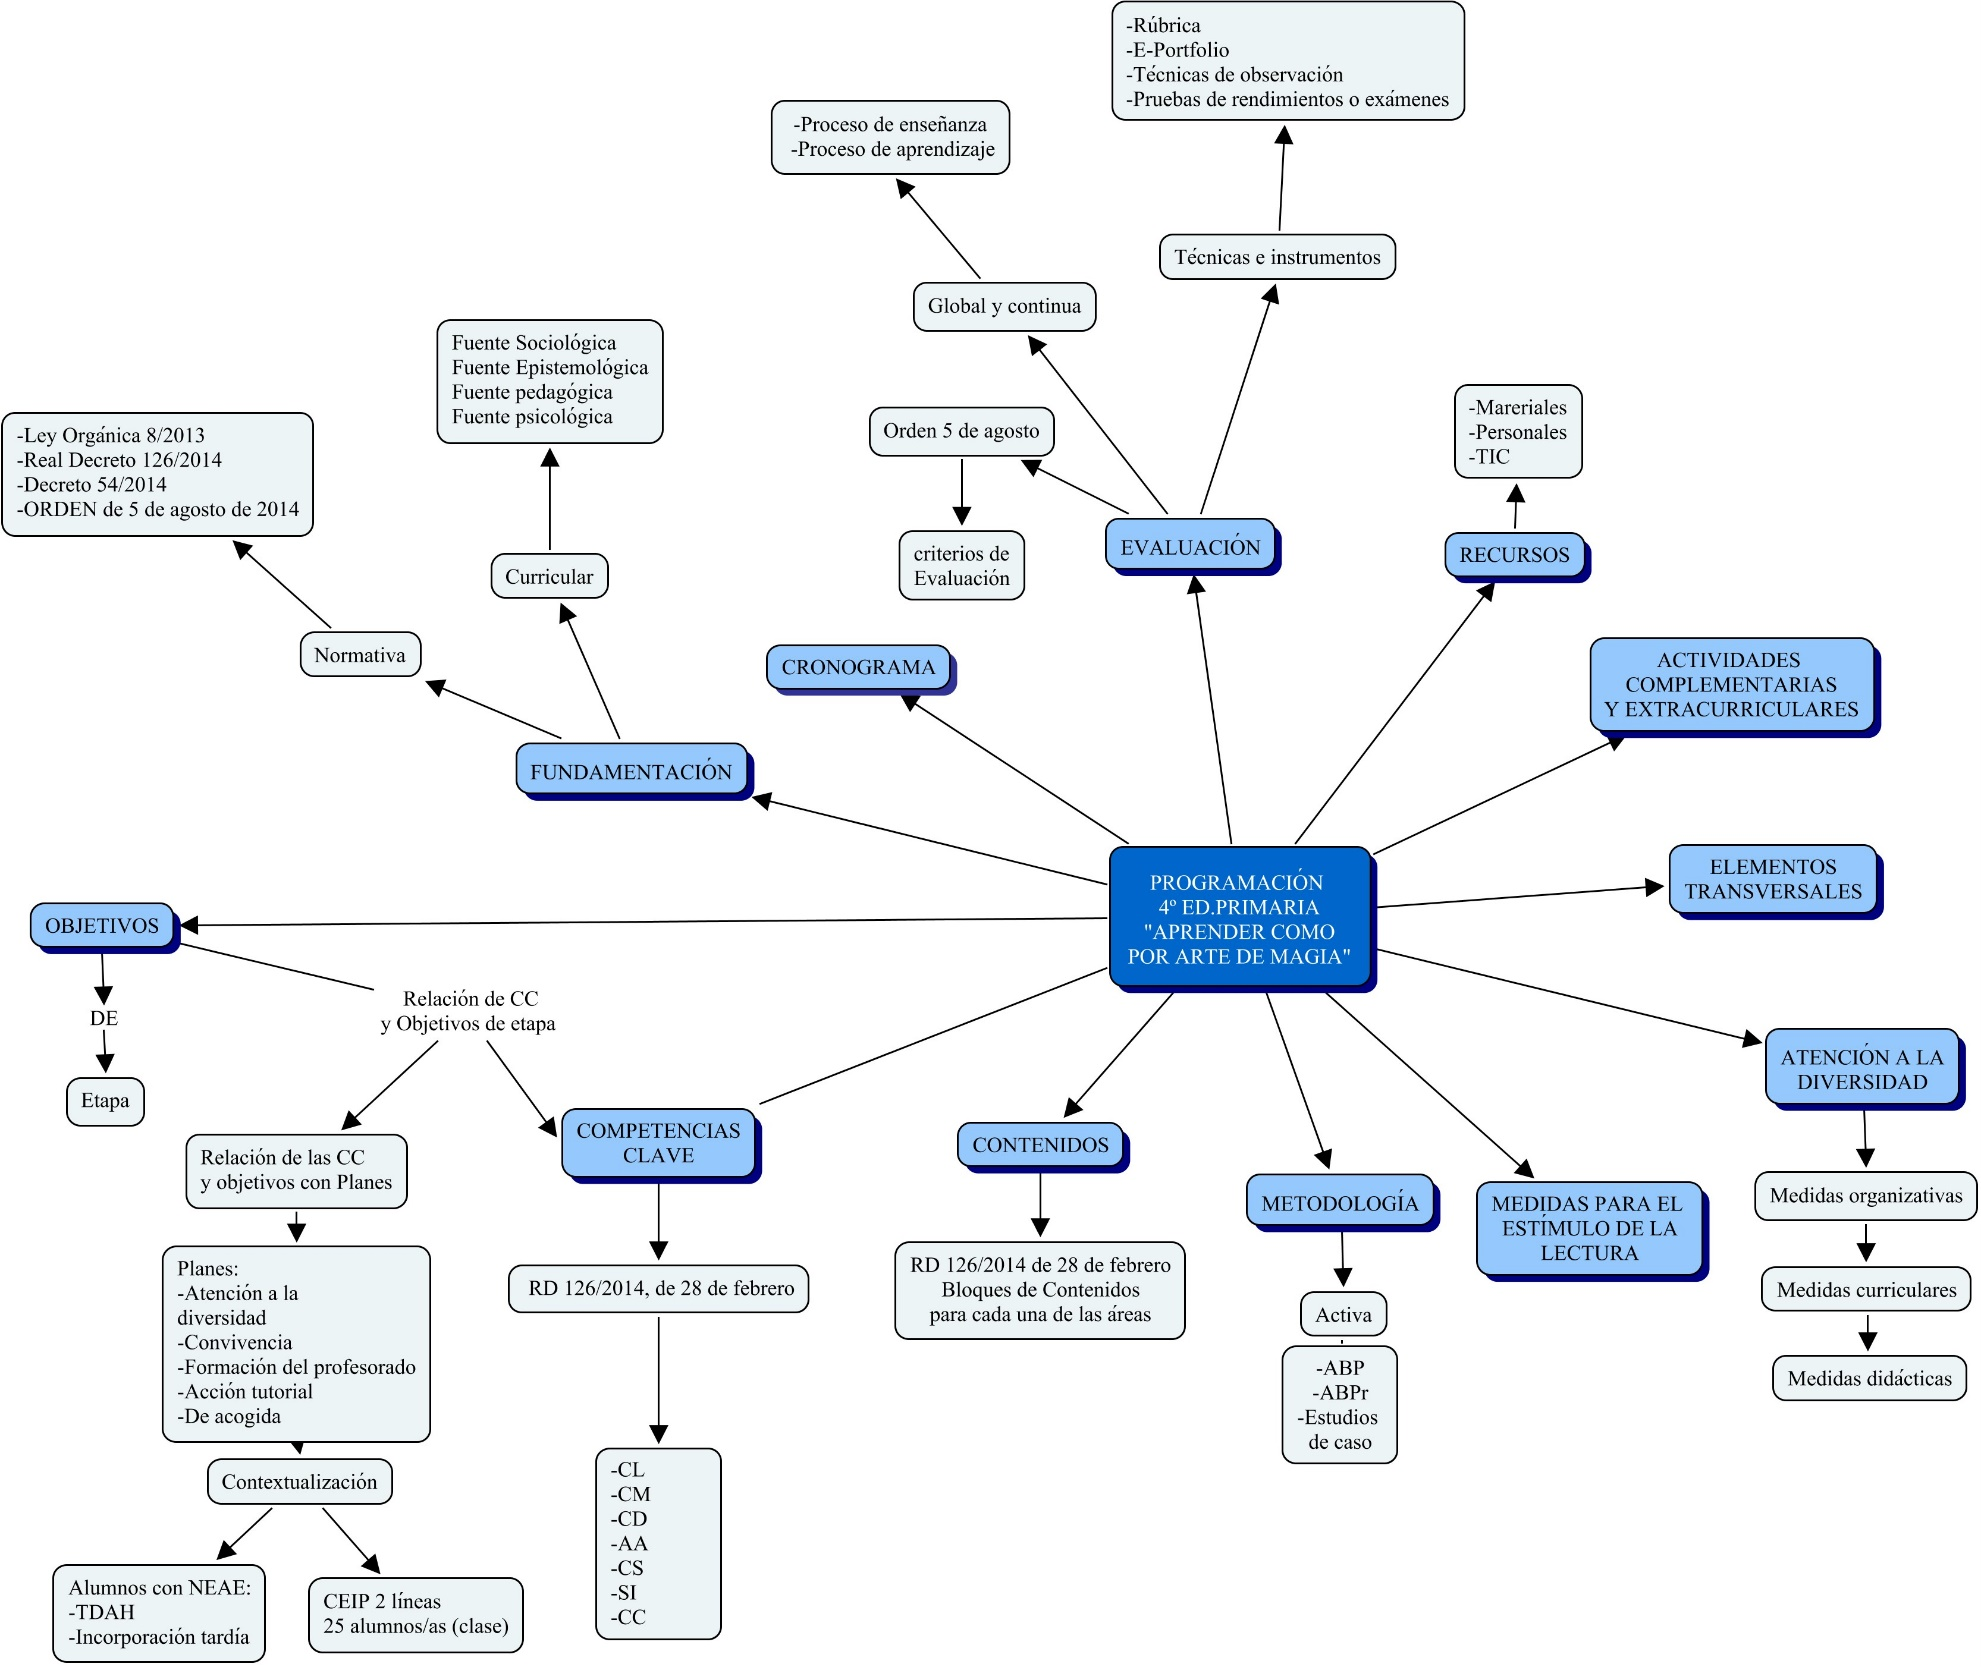 -Rúbrica
-E-Portfolio
-Técnicas de observación
-Pruebas de rendimientos o exámenes
-Proceso de enseñanza
-Proceso de aprendizaje
Técnicas e instrumentos
Global y continua
Fuente Sociológica
Fuente Epistemológica
Fuente pedagógica
Fuente psicológica
-Ley Orgánica 8/2013
-Real Decreto 126/2014
-Decreto 54/2014
-ORDEN de 5 de agosto de 2014
Orden 5 de agosto
-Mareriales
-Personales
-TIC
criterios de
Evaluación
EVALUACIÓN
RECURSOS
Curricular
Normativa
CRONOGRAMA
ACTIVIDADES
COMPLEMENTARIAS
Y EXTRACURRICULARES
FUNDAMENTACIÓN
PROGRAMACIÓN
4º ED.PRIMARIA
"APRENDER COMO
POR ARTE DE MAGIA"
ELEMENTOS
TRANSVERSALES
OBJETIVOS
DE
Etapa
Relación de CC
y Objetivos de etapa
ATENCIÓN A LA
DIVERSIDAD
COMPETENCIAS
CLAVE
CONTENIDOS
METODOLOGÍA
MEDIDAS PARA EL
ESTÍMULO DE LA
LECTURA
Relación de las CC
y objetivos con Planes
Medidas organizativas
Medidas curriculares
Medidas didácticas
Planes:
-Atención a la
diversidad
-Convivencia
-Formación del profesorado
-Acción tutorial
-De acogida
RD 126/2014, de 28 de febrero
RD 126/2014 de 28 de febrero
Bloques de Contenidos
para cada una de las áreas
Activa
-ABP
-ABPr
-Estudios
de caso
Contextualización
-CL
-CM
-CD
-AA
-CS
-SI
-CC
Alumnos con NEAE:
-TDAH
-Incorporación tardía
CEIP 2 líneas
25 alumnos/as (clase)